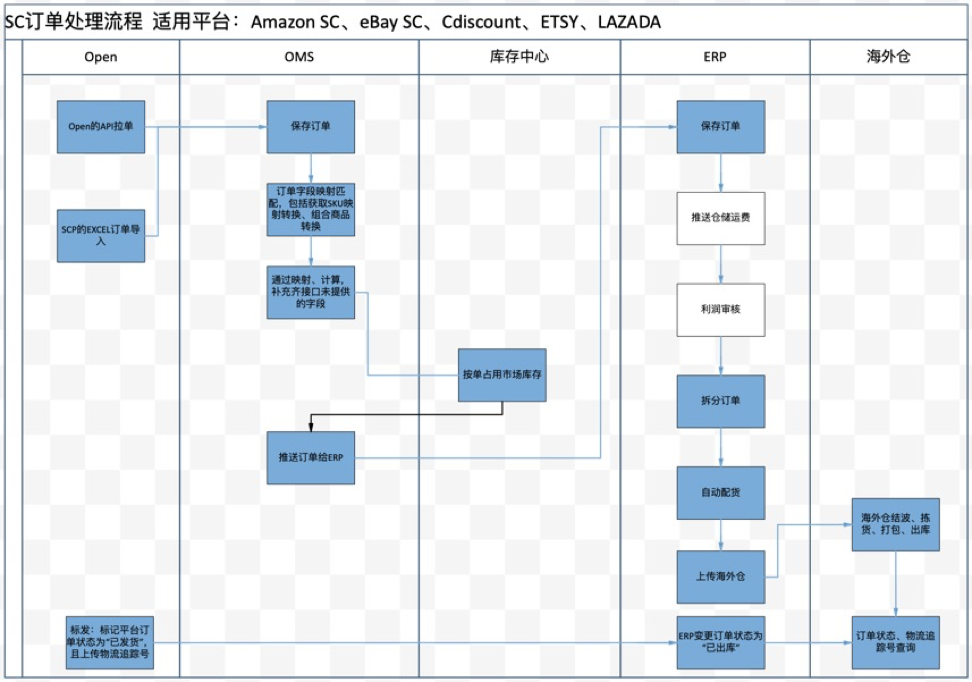 SC订单处理流程 适用平台：Amazon SC、eBay SC、Cdiscount、ETSY、LAZADA
Open
OMS
库存中心
ERP
海外仓
Open的API拉单
保存订单
保存订单
订单字段映射匹
配，包括获取SKU映
射转换、组合商品
转换
推送仓储运费
SCP的EXCEL订单导
入
通过映射、计算，
补充齐接口未提供
的字段
利润审核
按单占用市场库存
拆分订单
推送订单给ERP
自动配货
海外仓结波、拣
货、打包、出库
上传海外仓
标发：标记平台订
单状态为“已发货”，
且上传物流追踪号
ERP变更订单状态为
“已出库”
订单状态、物流追
踪号查询